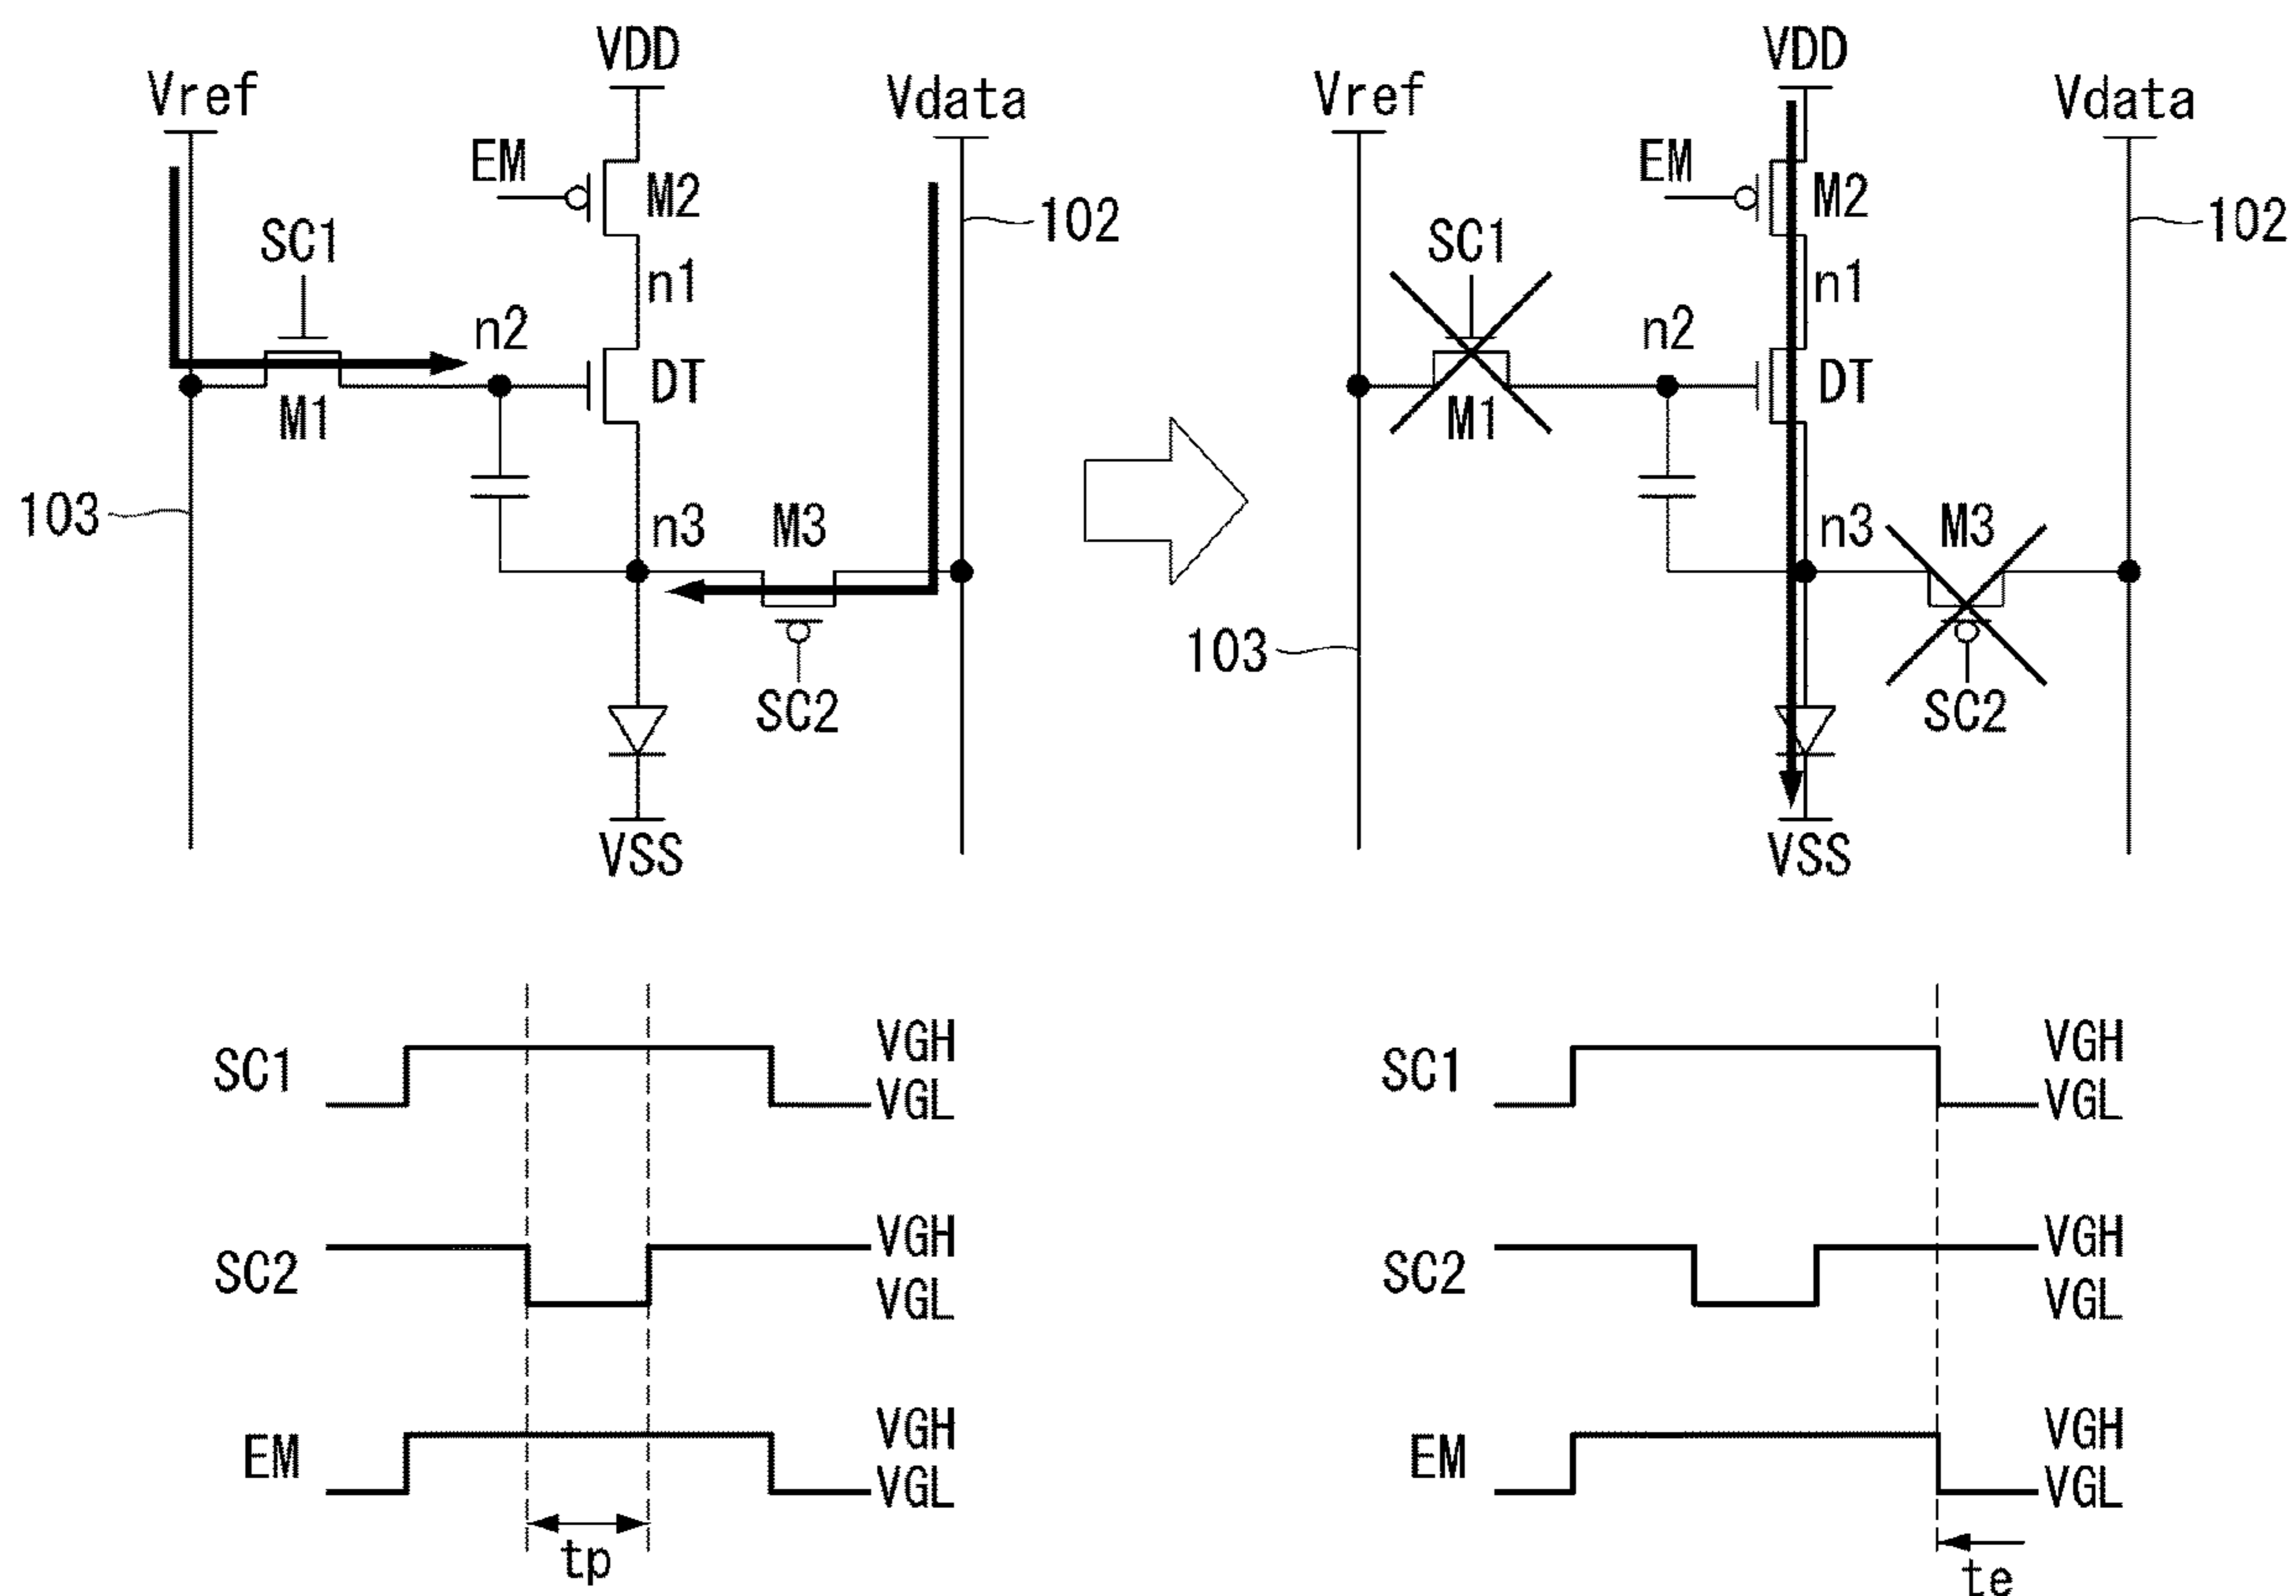 VDD
Vref
Vdata
EM
M2
102
SC1
n1
n2
DT
M1
103
n3
M3
SC2
VSS
VDD
Vref
Vdata
EM
M2
102
SC1
n1
n2
DT
M1
n3
M3
103
SC2
VSS
SC1
VGH
VGL
SC2
VGH
VGL
EM
VGH
VGL
tp
SC1
VGH
VGL
SC2
VGH
VGL
EM
VGH
VGL
te